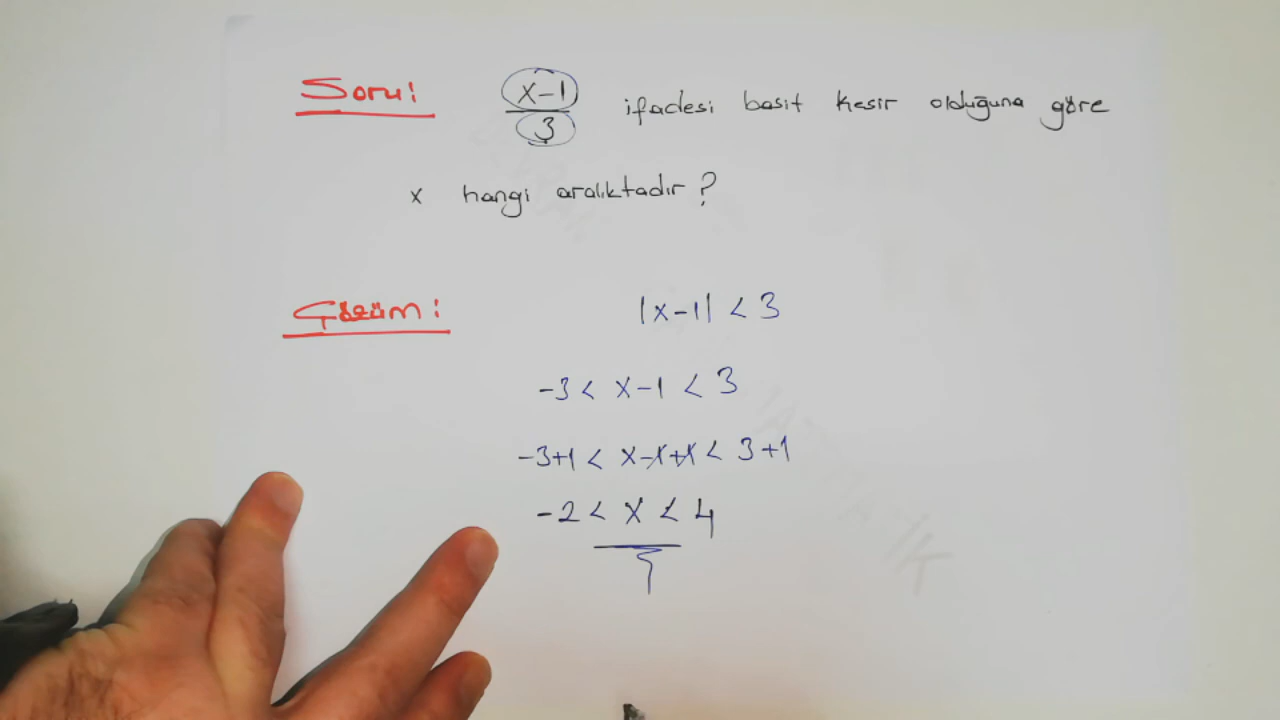 Soru: x-1/3 ifadesi basit kesir olduğuna göre
x hangi aralıktadır?
Çözüm: |x-1| < 3
-3 < x-1 < 3
-3+1 < x-1+1 < 3+1
-2 < x < 4